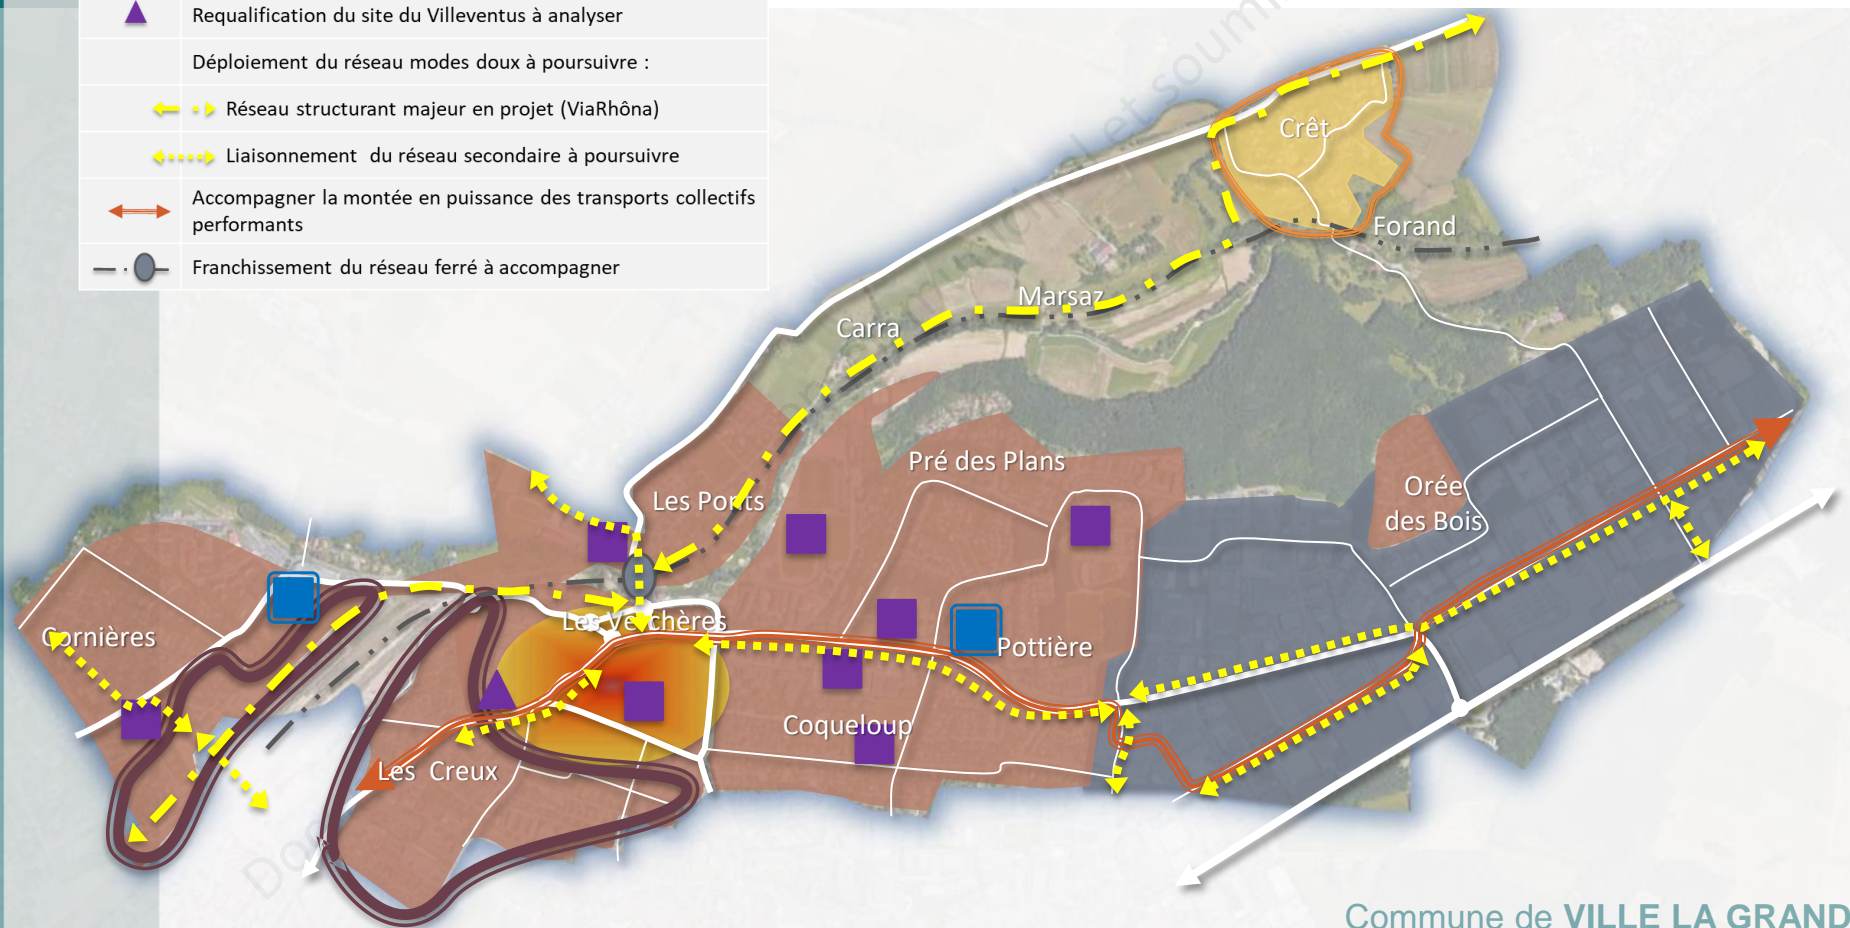 Requalification du site du Villeventus à analyser
Déploiement du réseau modes doux à poursuivre :
Réseau structurant majeur en projet (ViaRhôna)
Liaisonnement du réseau secondaire à poursuivre
Accompagner la montée en puissance des transports collectifs
performants
Franchissement du réseau ferré à accompagner
Crêt
Forand
Marsaz
Carra
Pré des Plans
Les Ponts
Orée
des Bois
Les Verchères
Cornières
Pottière
Coqueloup
Les Creux
Commune de VILLE LA GRAND